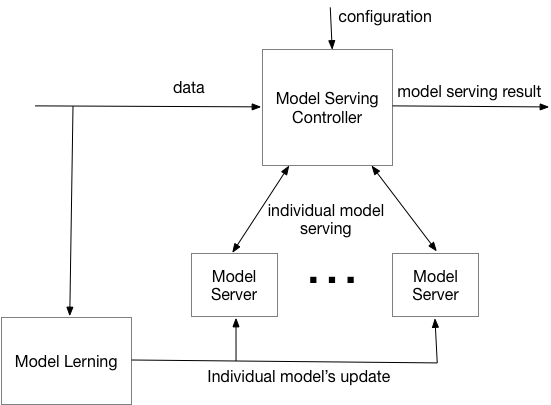 configuration
data
Model Serving
Controller
model serving result
individual model
serving
Model
Server
Model
Server
Model Lerning
Individual model's update